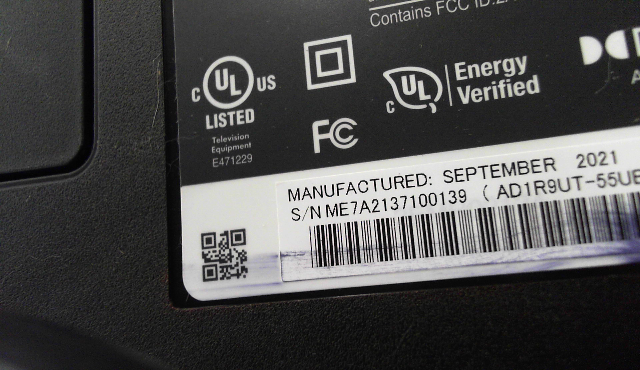 Contains FCC ID:
C UL US
LISTED
Television
Equipment
E471229
FC
C UL
Energy
Verified
MANUFACTURED: SEPTEMBER 2021
S/N ME7A2137100139 ( AD1R9UT-55UE